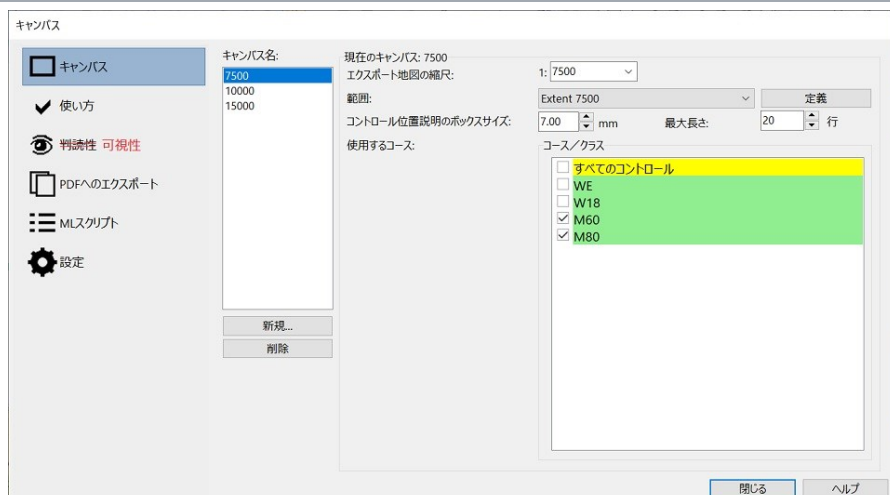 キャンバス
キャンバス
使い方
判読性 可視性
PDFへのエクスポート
MLスクリプト
設定
キャンバス名:
7500
10000
15000
新規...
削除
現在のキャンバス: 7500
エクスポート地図の縮尺:
1: 7500
範囲:
Extent 7500
定義
コントロール位置説明のボックスサイズ:
7.00 mm
最大長さ:
20 行
使用するコース:
コース/クラス
すべてのコントロール
WE
W18
M60
M80
閉じる
ヘルプ